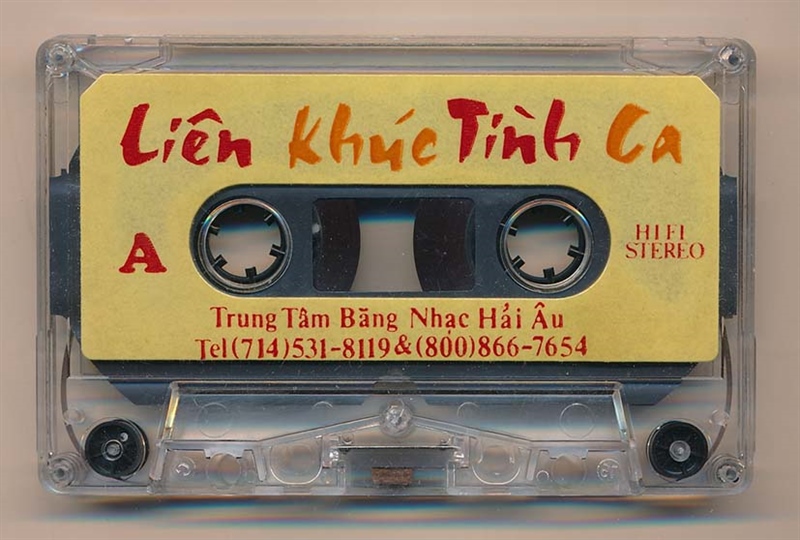 Liên Khúc Tình Ca
A
HI FI
STEREO
Trung Tâm Băng Nhạc Hải Âu
Tel (714)531-8119 & (800)866-7654